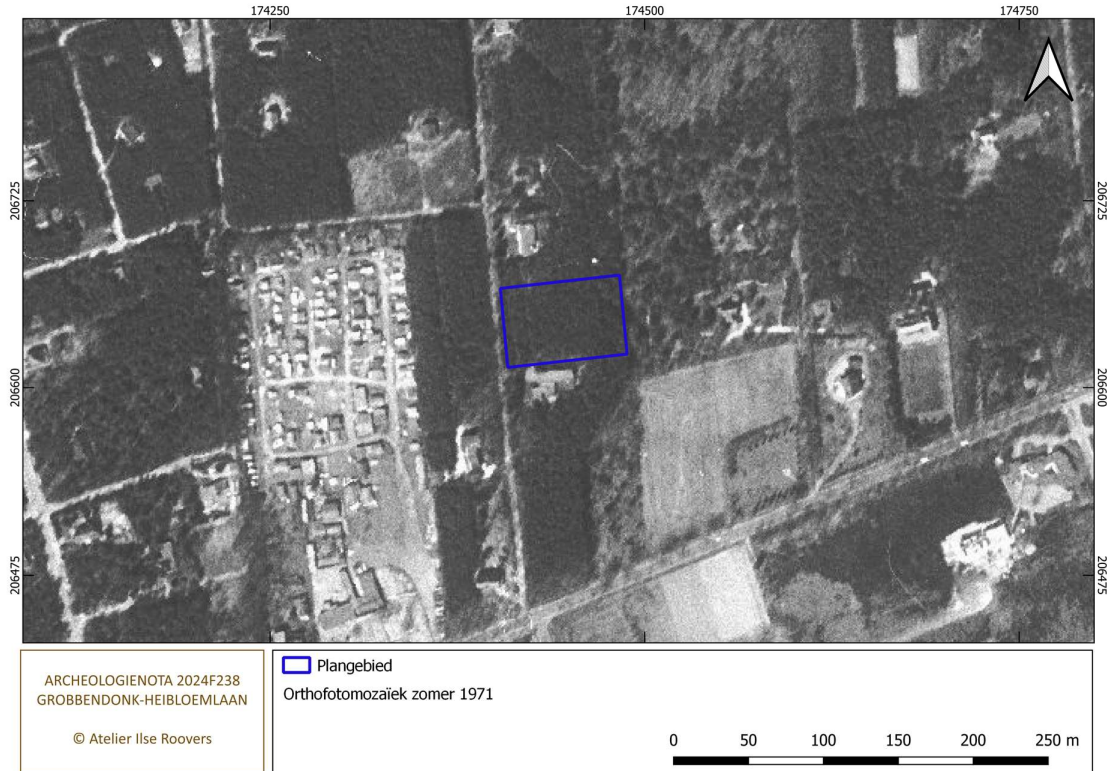 174250 174500 174750
206725 206725
206600 206600
206475 206475
ARCHEOLOGIENOTA 2024F238
GROBBENDONK-HEIBLOEMLAAN
© Atelier Ilse Roovers
Plangebied
Orthofotomozaïek zomer 1971
0 50 100 150 200 250 m